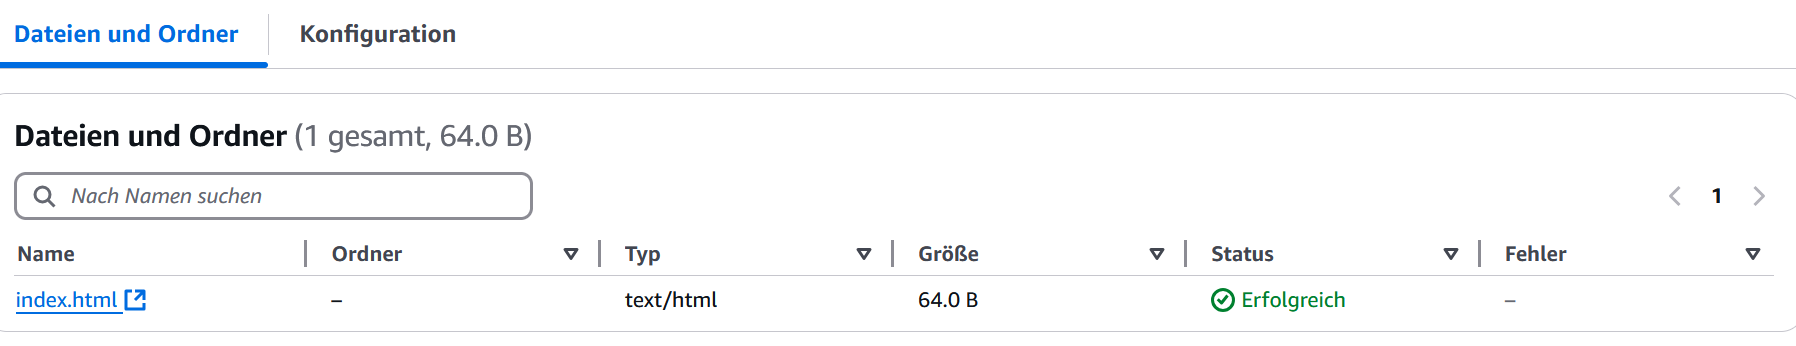 Dateien und Ordner
Konfiguration
Dateien und Ordner (1 gesamt, 64.0 B)
Nach Namen suchen
1
Name Ordner Typ Größe Status Fehler
index.html – text/html 64.0 B Erfolgreich –